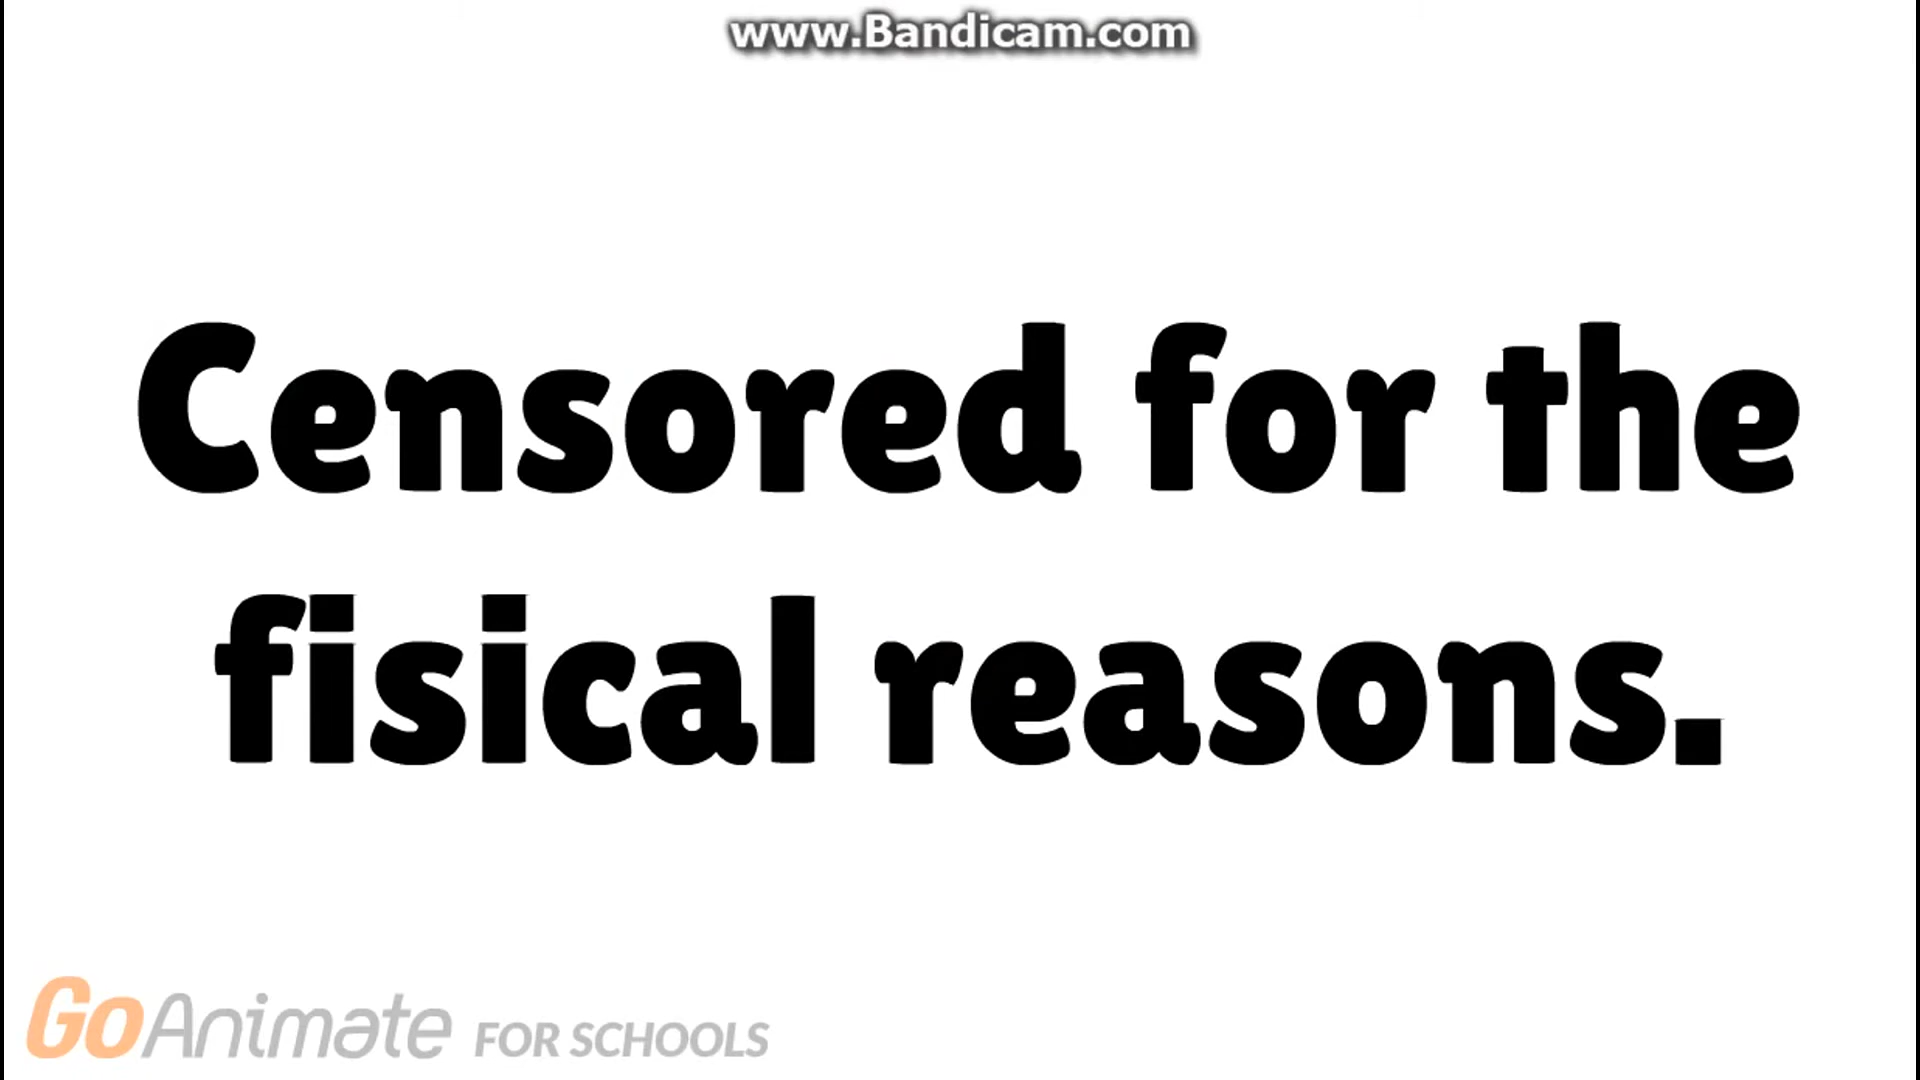 www.Bandicam.com
Censored for the
fisical reasons.
GoAnimate FOR SCHOOLS